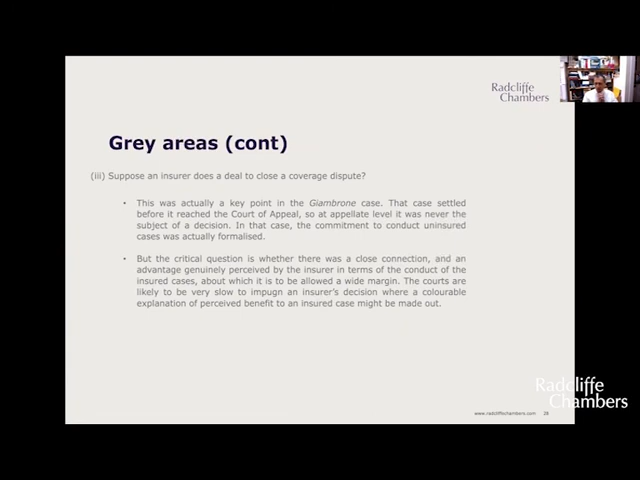 Radcliffe
Chambers
Grey areas (cont)
(iii) Suppose an insurer does a deal to close a coverage dispute?
• This was actually a key point in the Giambrone case. That case settled
before it reached the Court of Appeal, so at appellate level it was never the
subject of a decision. In that case, the commitment to conduct uninsured
cases was actually formalised.
• But the critical question is whether there was a close connection, and an
advantage genuinely perceived by the insurer in terms of the conduct of the
insured cases, about which it is to be allowed a wide margin. The courts are
likely to be very slow to impugn an insurer's decision where a colourable
explanation of perceived benefit to an insured case might be made out.
Radcliffe
Chambers
www.radcliffechambers.com 28